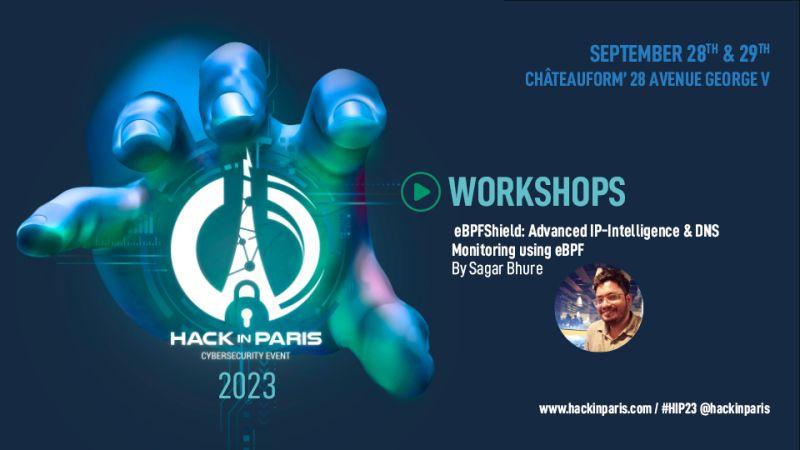 SEPTEMBER 28TH & 29TH
CHÂTEAUFORM' 28 AVENUE GEORGE V
WORKSHOPS
eBPFShield: Advanced IP-Intelligence & DNS
Monitoring using eBPF
By Sagar Bhure
HACK IN PARIS
CYBERSECURITY EVENT
2023
www.hackinparis.com / #HIP23 @hackinparis